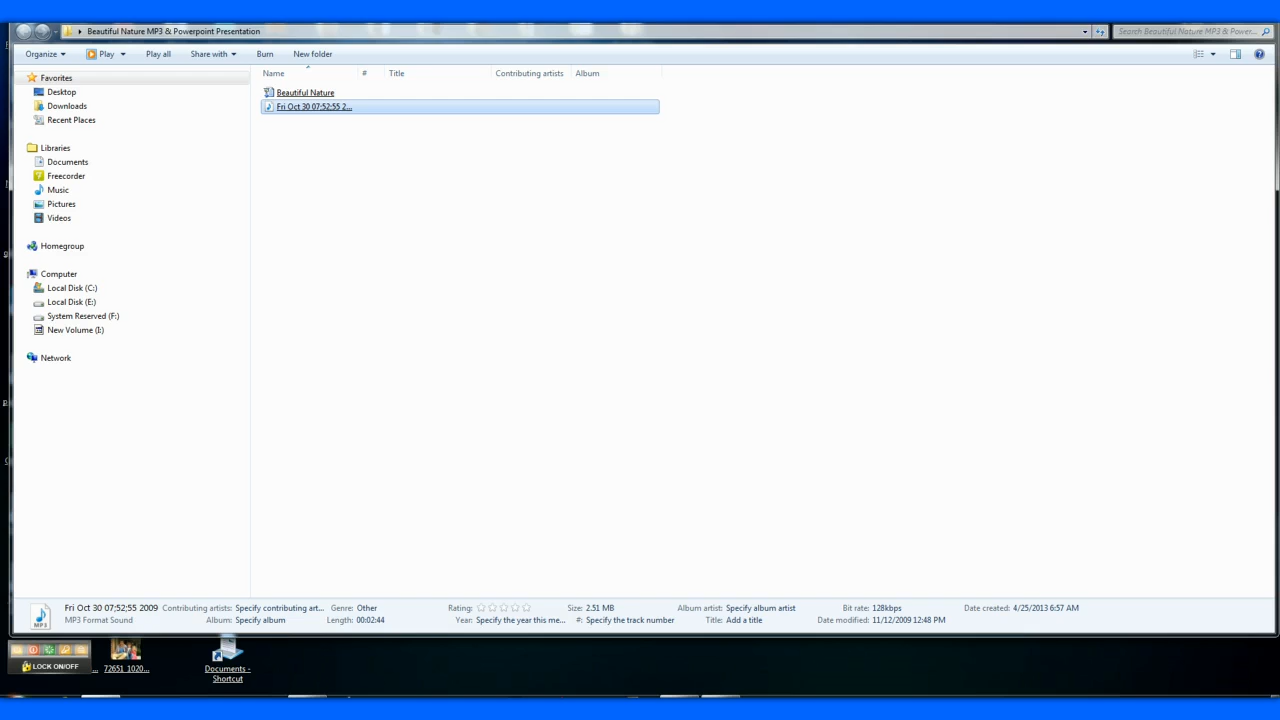 Beautiful Nature MP3 & Powerpoint Presentation
Search Beautiful Nature MP3 & Power...
Organize
Play
Play all
Share with
Burn
New folder
Name
#
Title
Contributing artists
Album
Favorites
Desktop
Downloads
Recent Places
Libraries
Documents
Freecorder
Music
Pictures
Videos
Homegroup
Computer
Local Disk (C:)
Local Disk (E:)
System Reserved (F:)
New Volume (I:)
Network
Beautiful Nature
Fri Oct 30 07;52;55 2...
Fri Oct 30 07;52;55 2009
MP3 Format Sound
Contributing artists: Specify contributing art...
Album: Specify album
Genre: Other
Length: 00:02:44
Rating:
Year: Specify the year this me...
Size: 2.51 MB
#: Specify the track number
Album artist: Specify album artist
Title: Add a title
Bit rate: 128kbps
Date modified: 11/12/2009 12:48 PM
Date created: 4/25/2013 6:57 AM
MP3
LOCK ON/OFF
72651_1020...
Documents -
Shortcut